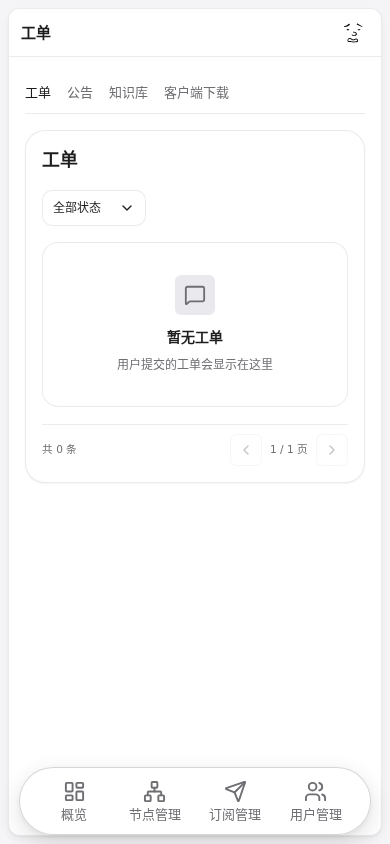 工单
工单 公告 知识库 客户端下载
工单
全部状态
暂无工单
用户提交的工单会显示在这里
共 0 条 1 / 1 页
概览 节点管理 订阅管理 用户管理